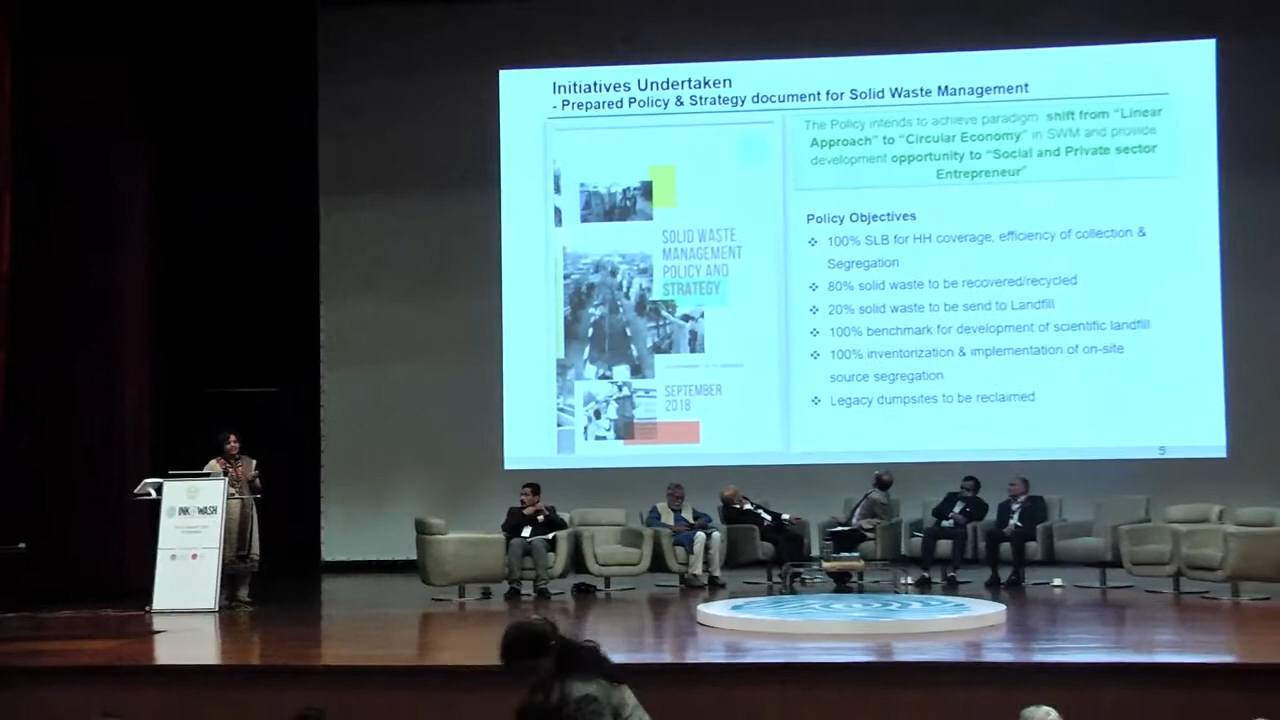 Initiatives Undertaken
- Prepared Policy & Strategy document for Solid Waste Management
The Policy intends to achieve paradigm shift from "Linear
Approach" to "Circular Economy" in SWM and provide
development opportunity to "Social and Private sector
Entrepreneur"
SOLID WASTE
MANAGEMENT
POLICY AND
STRATEGY
SEPTEMBER
2018
Policy Objectives
❖ 100% SLB for HH coverage, efficiency of collection &
Segregation
❖ 80% solid waste to be recovered/recycled
❖ 20% solid waste to be send to Landfill
❖ 100% benchmark for development of scientific landfill
❖ 100% inventorization & implementation of on-site
source segregation
❖ Legacy dumpsites to be reclaimed
5
INK WASH